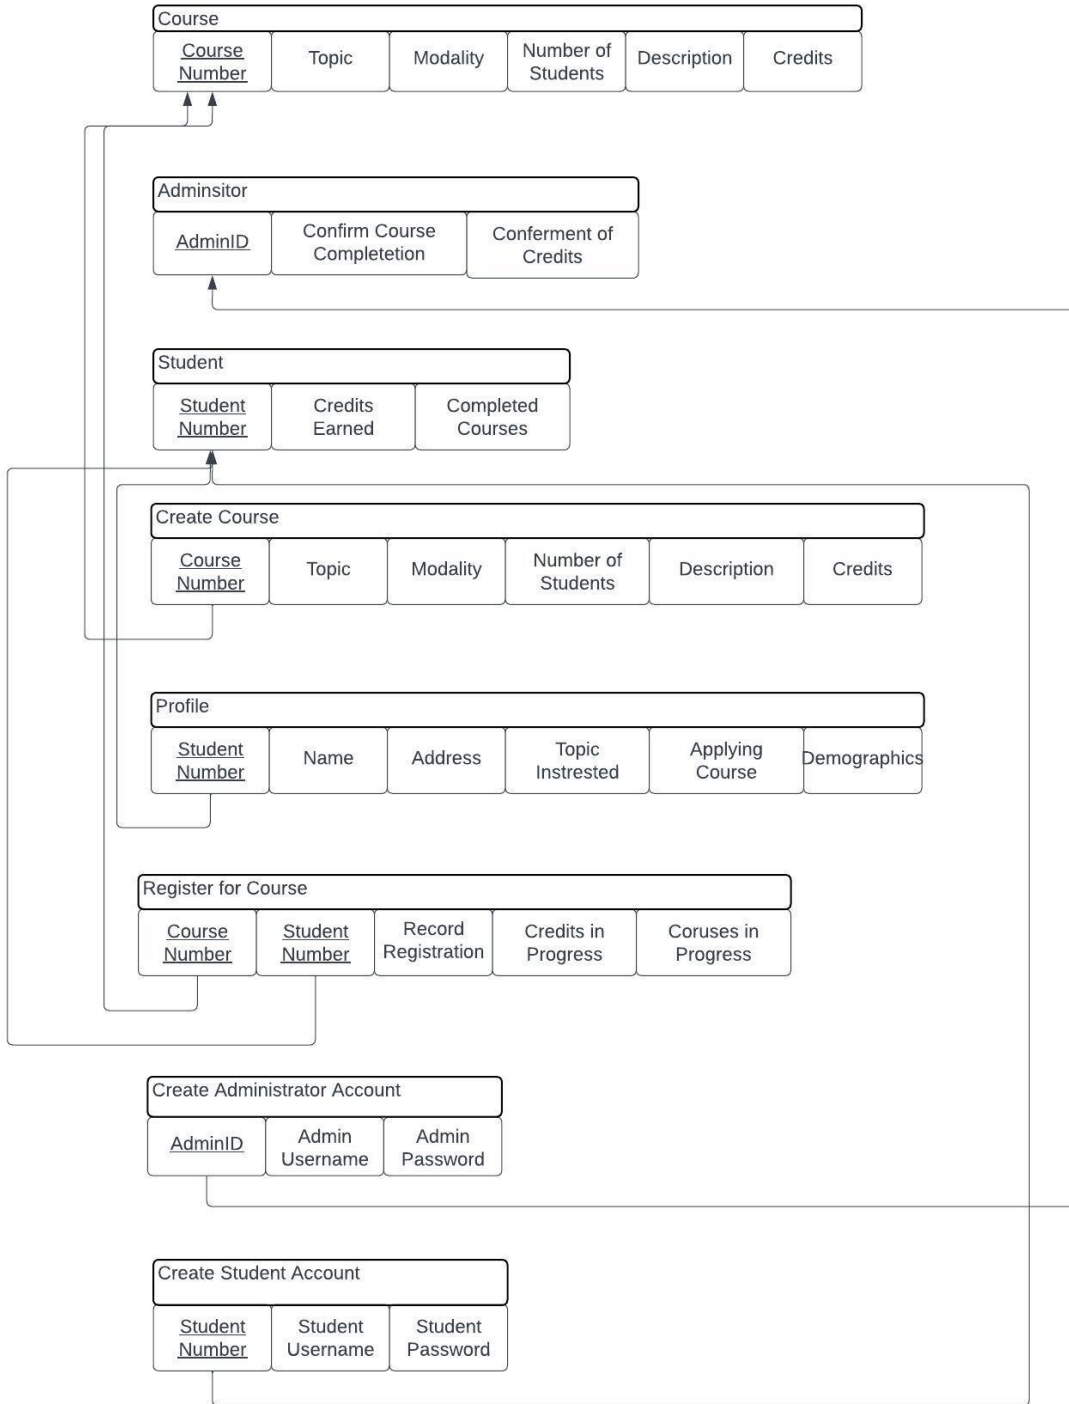 Course
Course
Number
Topic
Modality
Number of
Students
Description
Credits
Adminsitor
AdminID
Confirm Course
Completetion
Conferment of
Credits
Student
Student
Number
Credits
Earned
Completed
Courses
Create Course
Course
Number
Topic
Modality
Number of
Students
Description
Credits
Profile
Student
Number
Name
Address
Topic
Instrested
Applying
Course
Demographics
Register for Course
Course
Number
Student
Number
Record
Registration
Credits in
Progress
Coruses in
Progress
Create Administrator Account
AdminID
Admin
Username
Admin
Password
Create Student Account
Student
Number
Student
Username
Student
Password